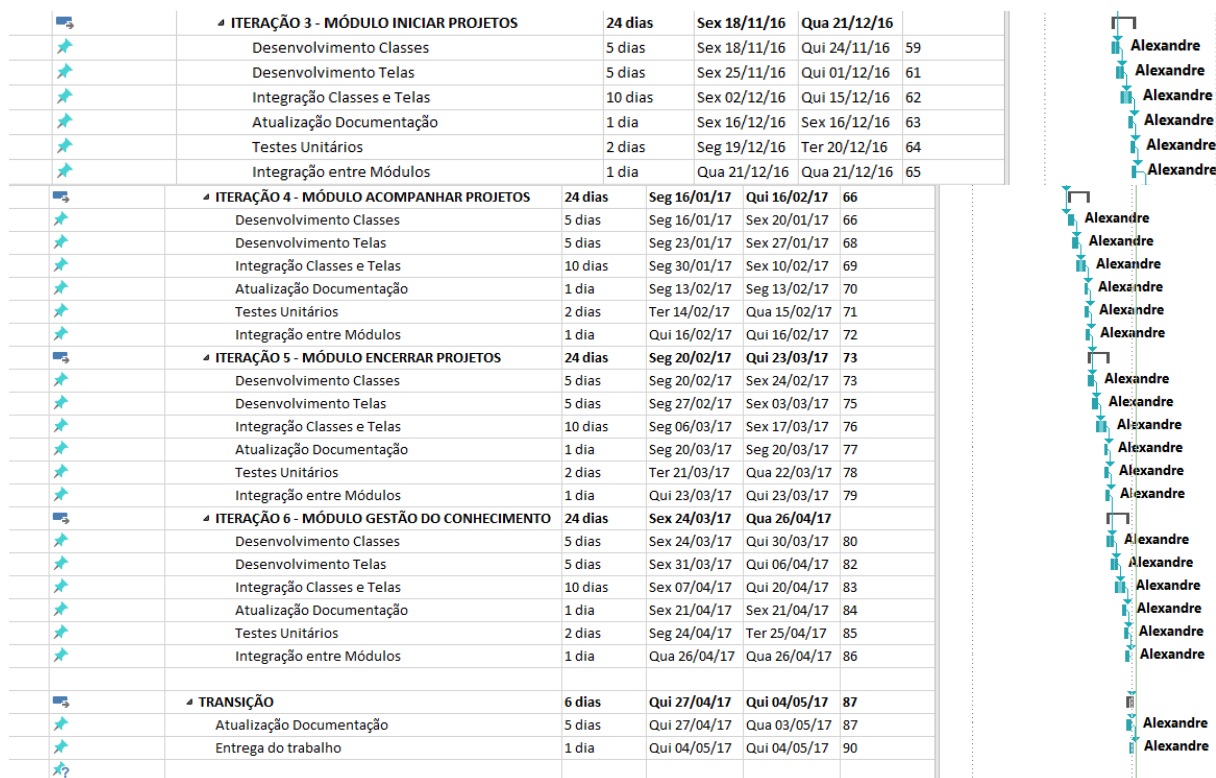 ITERAÇÃO 3 - MÓDULO INICIAR PROJETOS 24 dias Sex 18/11/16 Qua 21/12/16
Desenvolvimento Classes 5 dias Sex 18/11/16 Qui 24/11/16 59 Alexandre
Desenvolvimento Telas 5 dias Sex 25/11/16 Qui 01/12/16 61 Alexandre
Integração Classes e Telas 10 dias Sex 02/12/16 Qui 15/12/16 62 Alexandre
Atualização Documentação 1 dia Sex 16/12/16 Sex 16/12/16 63 Alexandre
Testes Unitários 2 dias Seg 19/12/16 Ter 20/12/16 64 Alexandre
Integração entre Módulos 1 dia Qua 21/12/16 Qua 21/12/16 65 Alexandre
ITERAÇÃO 4 - MÓDULO ACOMPANHAR PROJETOS 24 dias Seg 16/01/17 Qui 16/02/17 66
Desenvolvimento Classes 5 dias Seg 16/01/17 Sex 20/01/17 66 Alexandre
Desenvolvimento Telas 5 dias Seg 23/01/17 Sex 27/01/17 68 Alexandre
Integração Classes e Telas 10 dias Seg 30/01/17 Sex 10/02/17 69 Alexandre
Atualização Documentação 1 dia Seg 13/02/17 Seg 13/02/17 70 Alexandre
Testes Unitários 2 dias Ter 14/02/17 Qua 15/02/17 71 Alexandre
Integração entre Módulos 1 dia Qui 16/02/17 Qui 16/02/17 72 Alexandre
ITERAÇÃO 5 - MÓDULO ENCERRAR PROJETOS 24 dias Seg 20/02/17 Qui 23/03/17 73
Desenvolvimento Classes 5 dias Seg 20/02/17 Sex 24/02/17 73 Alexandre
Desenvolvimento Telas 5 dias Seg 27/02/17 Sex 03/03/17 75 Alexandre
Integração Classes e Telas 10 dias Seg 06/03/17 Sex 17/03/17 76 Alexandre
Atualização Documentação 1 dia Seg 20/03/17 Seg 20/03/17 77 Alexandre
Testes Unitários 2 dias Ter 21/03/17 Qua 22/03/17 78 Alexandre
Integração entre Módulos 1 dia Qui 23/03/17 Qui 23/03/17 79 Alexandre
ITERAÇÃO 6 - MÓDULO GESTÃO DO CONHECIMENTO 24 dias Sex 24/03/17 Qua 26/04/17
Desenvolvimento Classes 5 dias Sex 24/03/17 Qui 30/03/17 80 Alexandre
Desenvolvimento Telas 5 dias Sex 31/03/17 Qui 06/04/17 82 Alexandre
Integração Classes e Telas 10 dias Sex 07/04/17 Qui 20/04/17 83 Alexandre
Atualização Documentação 1 dia Sex 21/04/17 Sex 21/04/17 84 Alexandre
Testes Unitários 2 dias Seg 24/04/17 Ter 25/04/17 85 Alexandre
Integração entre Módulos 1 dia Qua 26/04/17 Qua 26/04/17 86 Alexandre
TRANSIÇÃO 6 dias Qui 27/04/17 Qui 04/05/17 87
Atualização Documentação 5 dias Qui 27/04/17 Qua 03/05/17 87 Alexandre
Entrega do trabalho 1 dia Qui 04/05/17 Qui 04/05/17 90 Alexandre
?